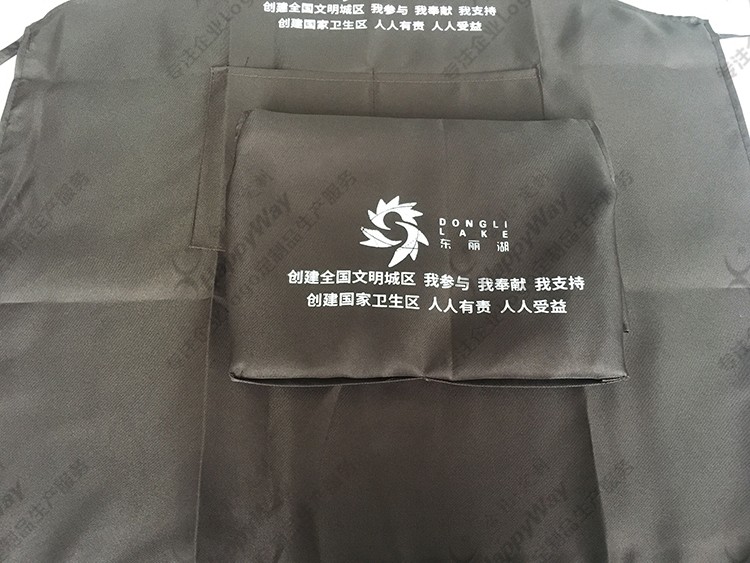 创建全国文明城区 我参与 我奉献 我支持
创建国家卫生区 人人有责 人人受益
DONGLI
LAKE
东丽湖
创建全国文明城区 我参与 我奉献 我支持
创建国家卫生区 人人有责 人人受益